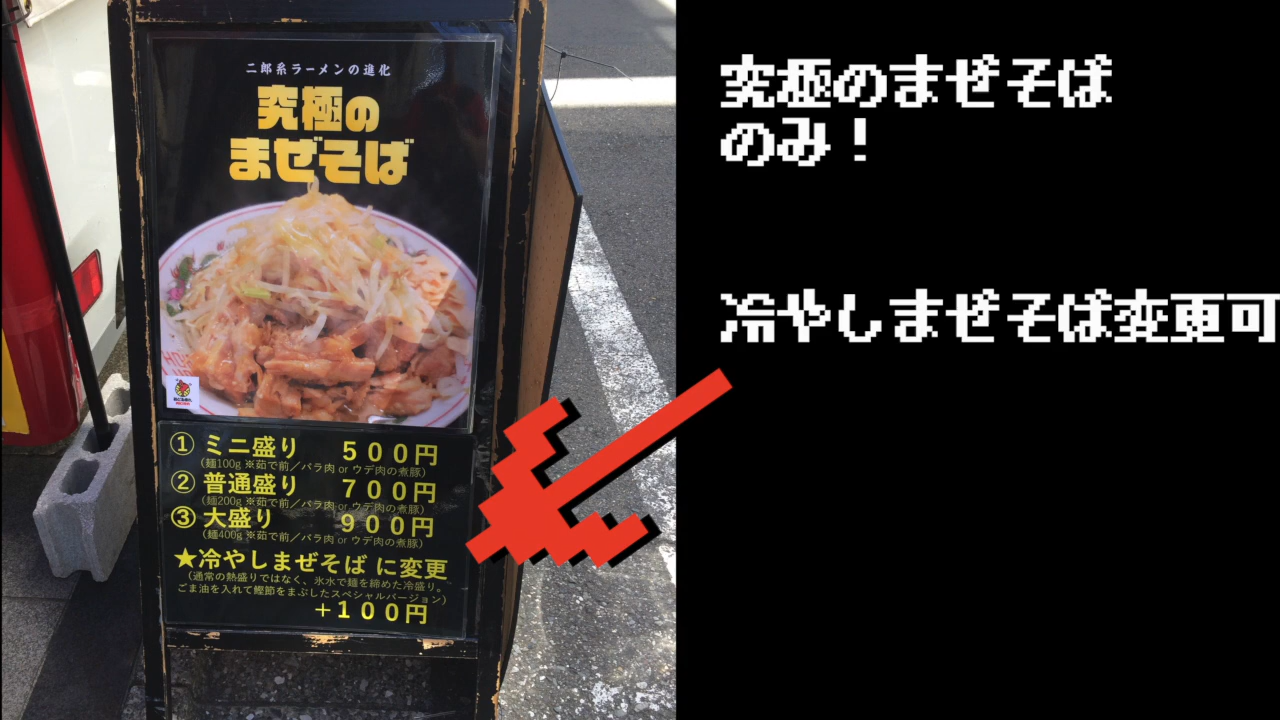 二郎系ラーメンの進化
究極の
まぜそば
① ミニ盛り 500円
(麺100g ※茹で前/バラ肉 or ウデ肉の煮豚)
② 普通盛り 700円
(麺200g ※茹で前/バラ肉 or ウデ肉の煮豚)
③ 大盛り 900円
(麺400g ※茹で前/バラ肉 or ウデ肉の煮豚)
★冷やしまぜそば に変更
(通常の熱盛りではなく、氷水で麺を締めた冷盛り。
ごま油を入れて鰹節をまぶしたスペシャルバージョン)
+100円
究極のまぜそば
のみ!
冷やしまぜそば変更可